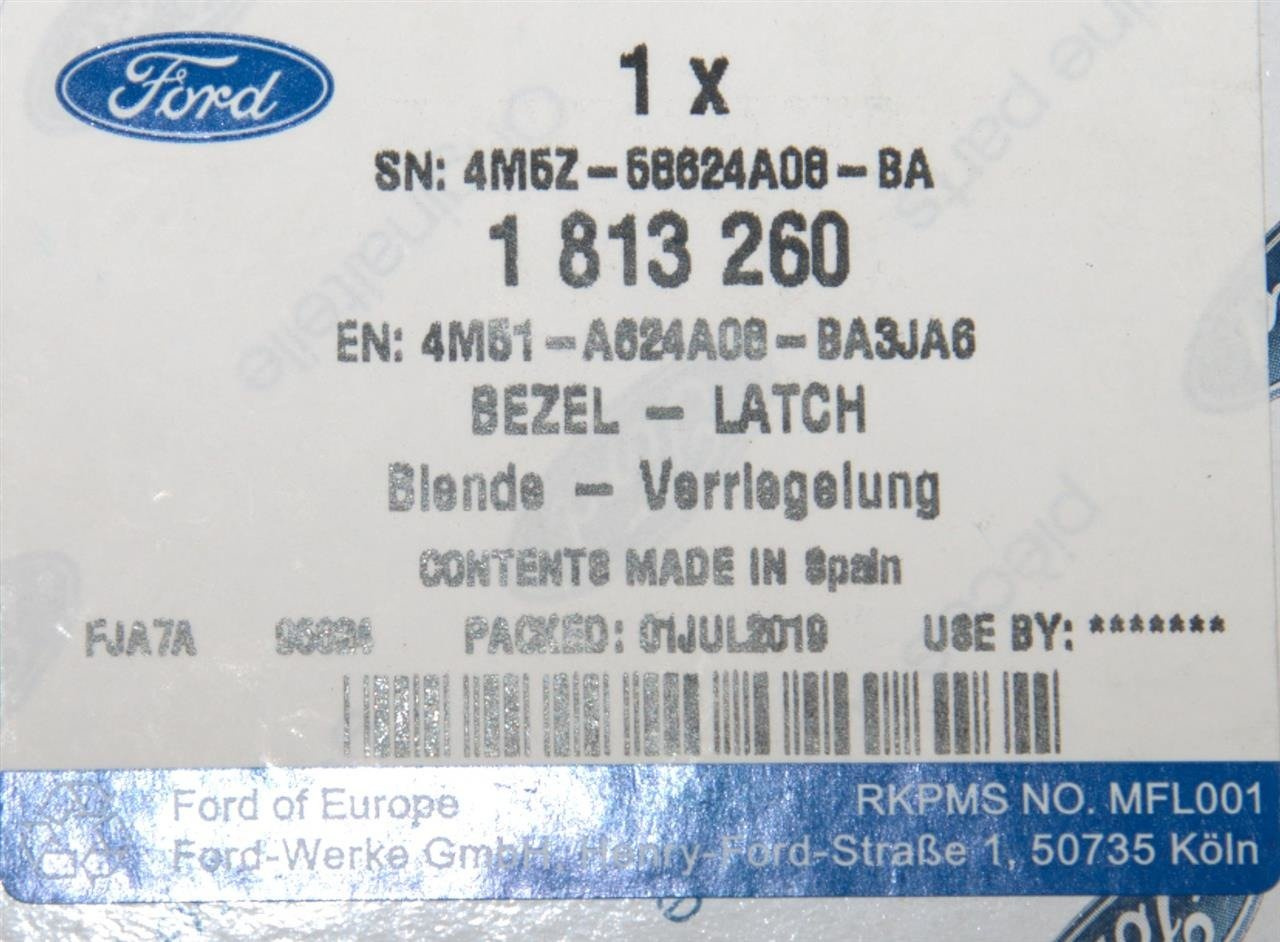 Ford
1 x
SN: 4M5Z-58624A08-BA
1 813 260
EN: 4M51-A624A08-BA3JA6
BEZEL - LATCH
Blende - Verriegelung
CONTENTS MADE IN Spain
FJA7A PACKED: 01JUL2019 USE BY: *******
Ford of Europe RKPMS NO. MFL001
Ford-Werke GmbH, Henry-Ford-Straße 1, 50735 Köln